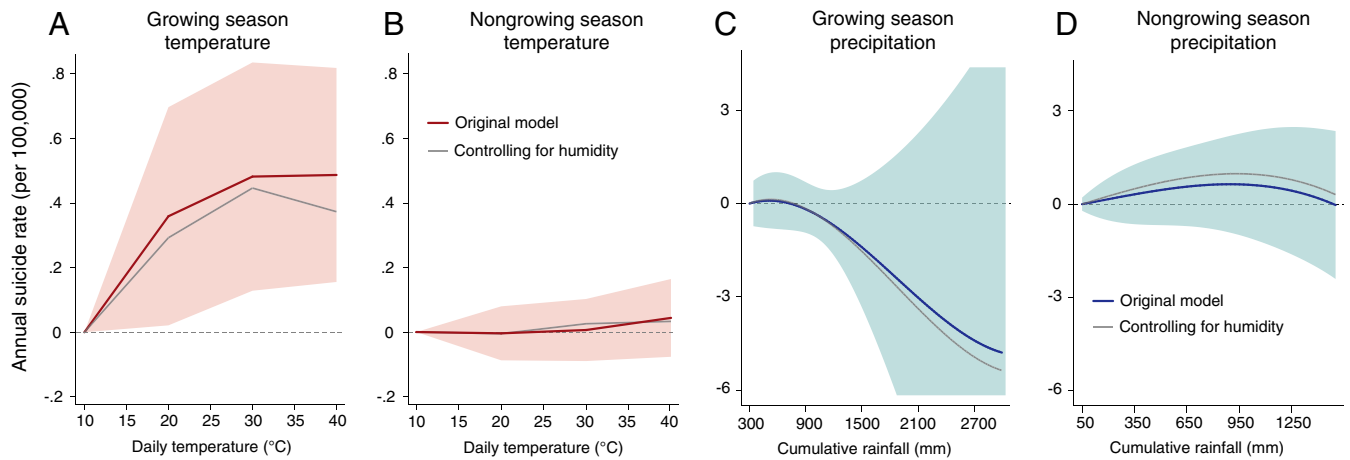 A
Growing season
temperature
Annual suicide rate (per 100,000)
.8
.6
.4
.2
0
-.2
10 15 20 25 30 35 40
Daily temperature (°C)
B
Nongrowing season
temperature
.8
.6
.4
.2
0
-.2
Original model
Controlling for humidity
10 15 20 25 30 35 40
Daily temperature (°C)
C
Growing season
precipitation
3
0
-3
-6
300 900 1500 2100 2700
Cumulative rainfall (mm)
D
Nongrowing season
precipitation
3
0
-3
-6
Original model
Controlling for humidity
50 350 650 950 1250
Cumulative rainfall (mm)